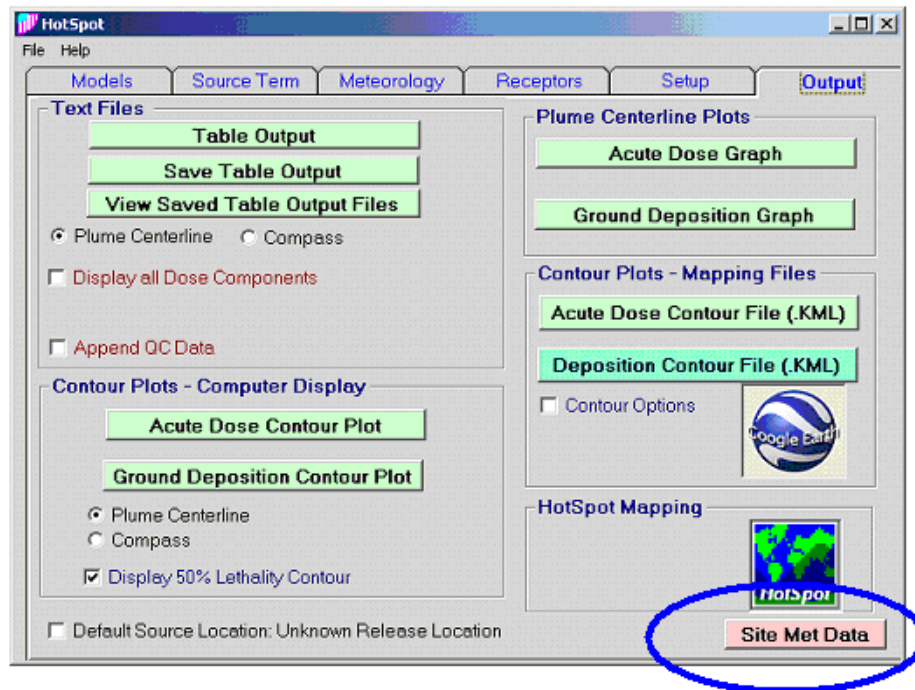 HotSpot
File Help
Models Source Term Meteorology Receptors Setup Output
Text Files
Table Output
Save Table Output
View Saved Table Output Files
Plume Centerline Compass
Display all Dose Components
Append QC Data
Contour Plots - Computer Display
Acute Dose Contour Plot
Ground Deposition Contour Plot
Plume Centerline
Compass
Display 50% Lethality Contour
Default Source Location: Unknown Release Location
Plume Centerline Plots
Acute Dose Graph
Ground Deposition Graph
Contour Plots - Mapping Files
Acute Dose Contour File (.KML)
Deposition Contour File (.KML)
Contour Options
Google Earth
HotSpot Mapping
HotSpot
Site Met Data